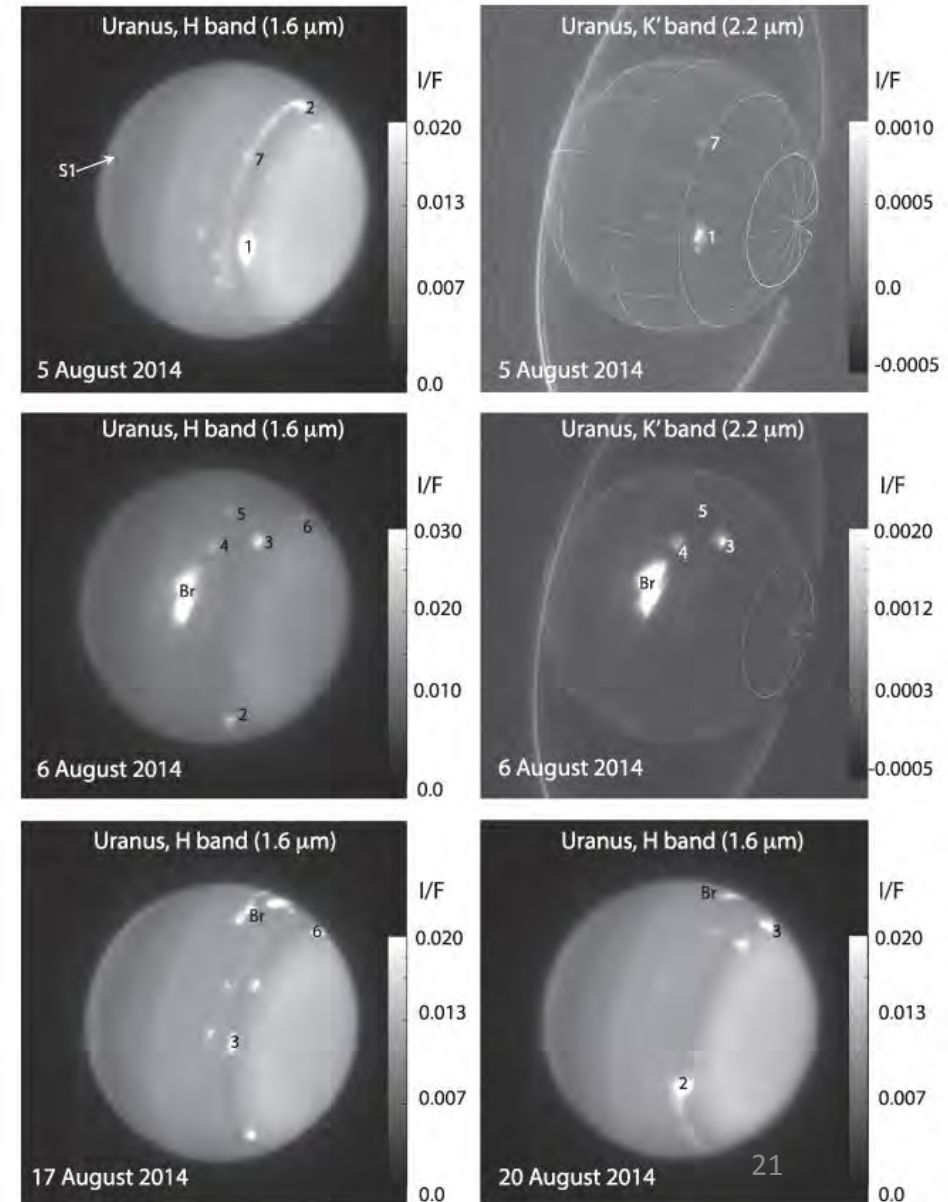 Uranus, H band (1.6 µm)
I/F
0.020
0.013
0.007
0.0
S1
2
7
1
5 August 2014
Uranus, K' band (2.2 µm)
I/F
0.0010
0.0005
0.0
-0.0005
7
1
5 August 2014
Uranus, H band (1.6 µm)
I/F
0.030
0.020
0.010
0.0
5
6
4
3
Br
2
6 August 2014
Uranus, K' band (2.2 µm)
I/F
0.0020
0.0012
0.0003
-0.0005
5
4
3
Br
6 August 2014
Uranus, H band (1.6 µm)
I/F
0.020
0.013
0.007
0.0
Br
6
3
17 August 2014
Uranus, H band (1.6 µm)
I/F
0.020
0.013
0.007
0.0
Br
3
2
20 August 2014
21